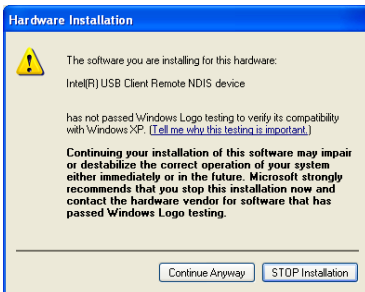 Hardware Installation
The software you are installing for this hardware:
Intel(R) USB Client Remote NDIS device
has not passed Windows Logo testing to verify its compatibility
with Windows XP. (Tell me why this testing is important.)
Continuing your installation of this software may impair
or destabilize the correct operation of your system
either immediately or in the future. Microsoft strongly
recommends that you stop this installation now and
contact the hardware vendor for software that has
passed Windows Logo testing.
Continue Anyway
STOP Installation